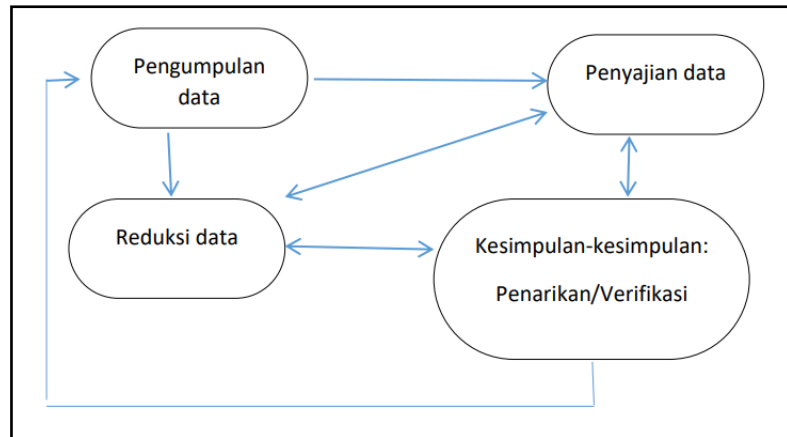 Pengumpulan
data
Penyajian data
Reduksi data
Kesimpulan-kesimpulan:
Penarikan/Verifikasi